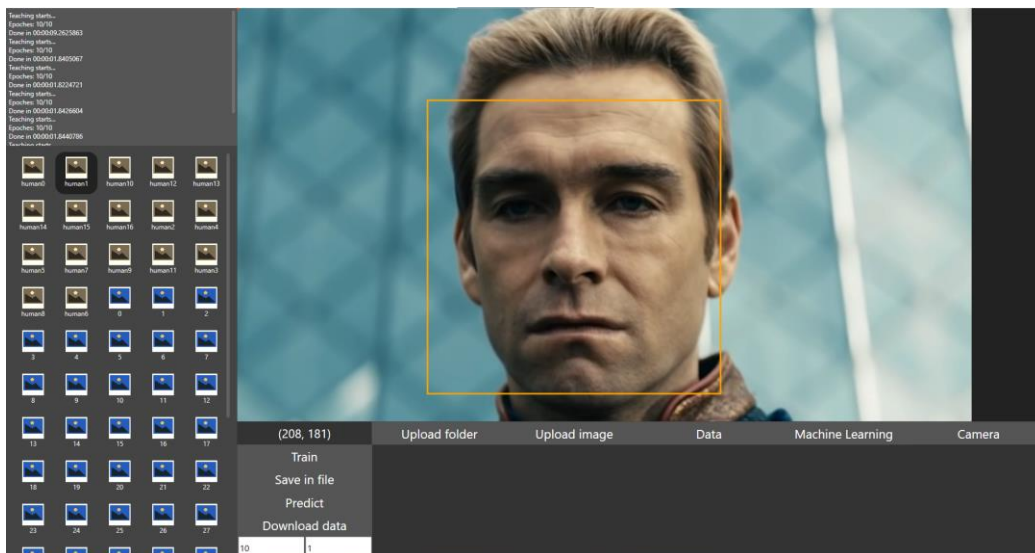 Teaching starts...
Epoches: 10/10
Done in 00:00:09.2625863
Teaching starts...
Epoches: 10/10
Done in 00:00:01.8405067
Teaching starts...
Epoches: 10/10
Done in 00:00:01.8224721
Teaching starts...
Epoches: 10/10
Done in 00:00:01.8426604
Teaching starts...
Epoches: 10/10
Done in 00:00:01.8440786
Teaching starts...
human0 human1 human10 human12 human13
human14 human15 human16 human2 human4
human5 human7 human9 human11 human3
human8 human6 0 1 2
3 4 5 6 7
8 9 10 11 12
13 14 15 16 17
18 19 20 21 22
23 24 25 26 27
(208, 181) Upload folder Upload image Data Machine Learning Camera
Train
Save in file
Predict
Download data
10 1